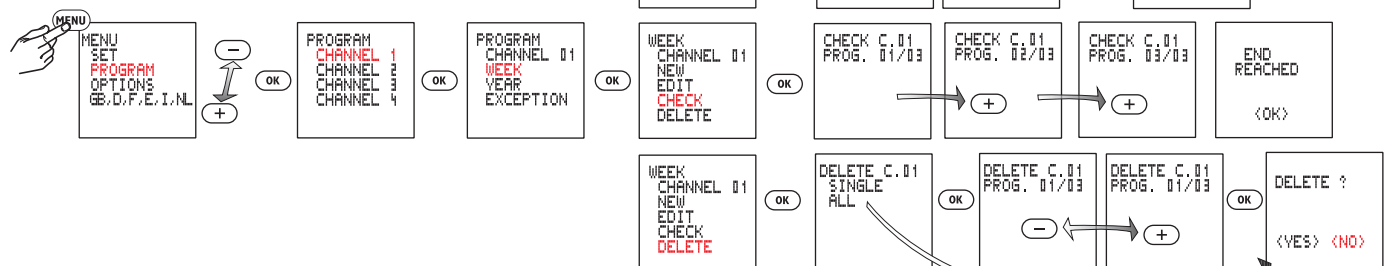 MENU
MENU
SET
PROGRAM
OPTIONS
GB,D,F,E,I,NL
−
+
OK
PROGRAM
CHANNEL 1
CHANNEL 2
CHANNEL 3
CHANNEL 4
OK
PROGRAM
CHANNEL 01
WEEK
YEAR
EXCEPTION
OK
WEEK
CHANNEL 01
NEW
EDIT
CHECK
DELETE
OK
CHECK C.01
PROG. 01/03
+
CHECK C.01
PROG. 02/03
+
CHECK C.01
PROG. 03/03
END
REACHED
<OK>
WEEK
CHANNEL 01
NEW
EDIT
CHECK
DELETE
OK
DELETE C.01
SINGLE
ALL
OK
DELETE C.01
PROG. 01/03
−
DELETE C.01
PROG. 01/03
+
OK
DELETE ?
<YES> <NO>